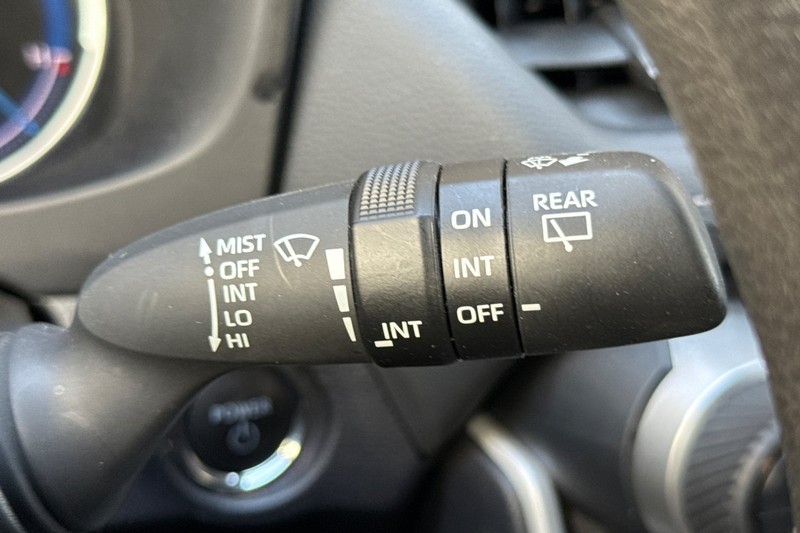 MIST
OFF
INT
LO
HI
INT
ON
INT
OFF
REAR
POWER